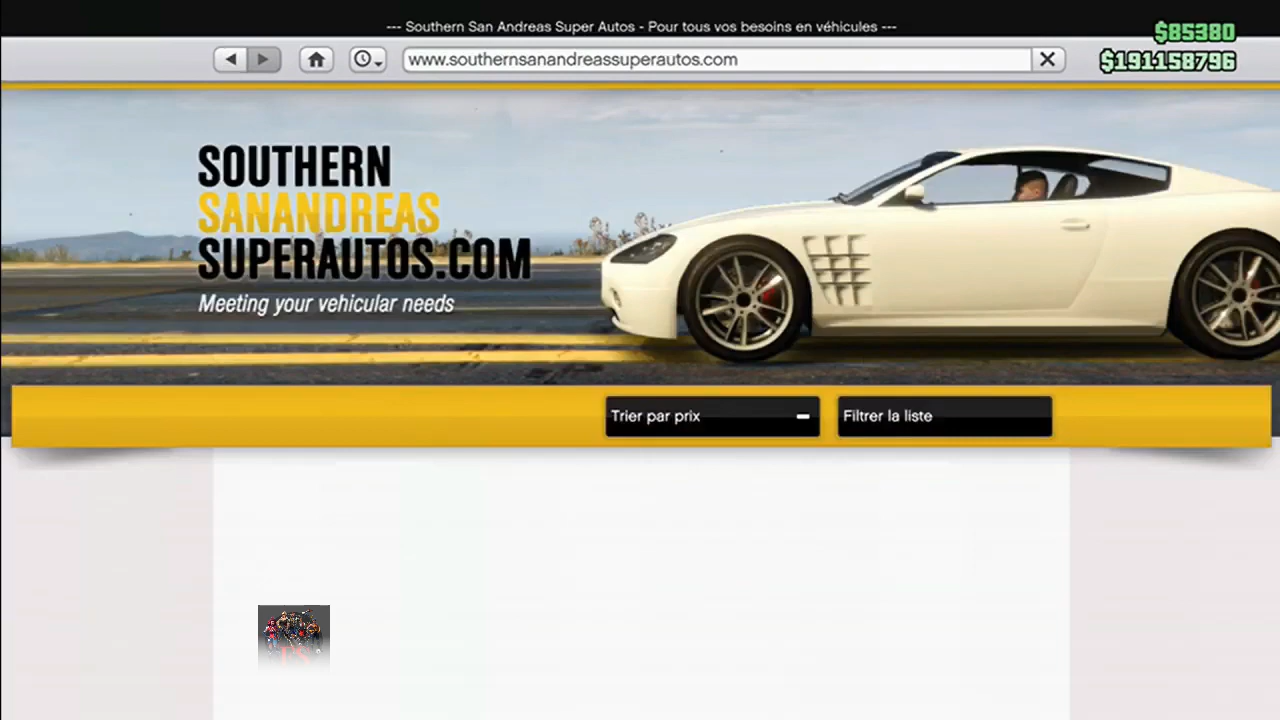 --- Southern San Andreas Super Autos - Pour tous vos besoins en véhicules ---
$85380
www.southernsanandreassuperautos.com
$191158796
SOUTHERN
SANANDREAS
SUPERAUTOS.COM
Meeting your vehicular needs
Trier par prix
Filtrer la liste